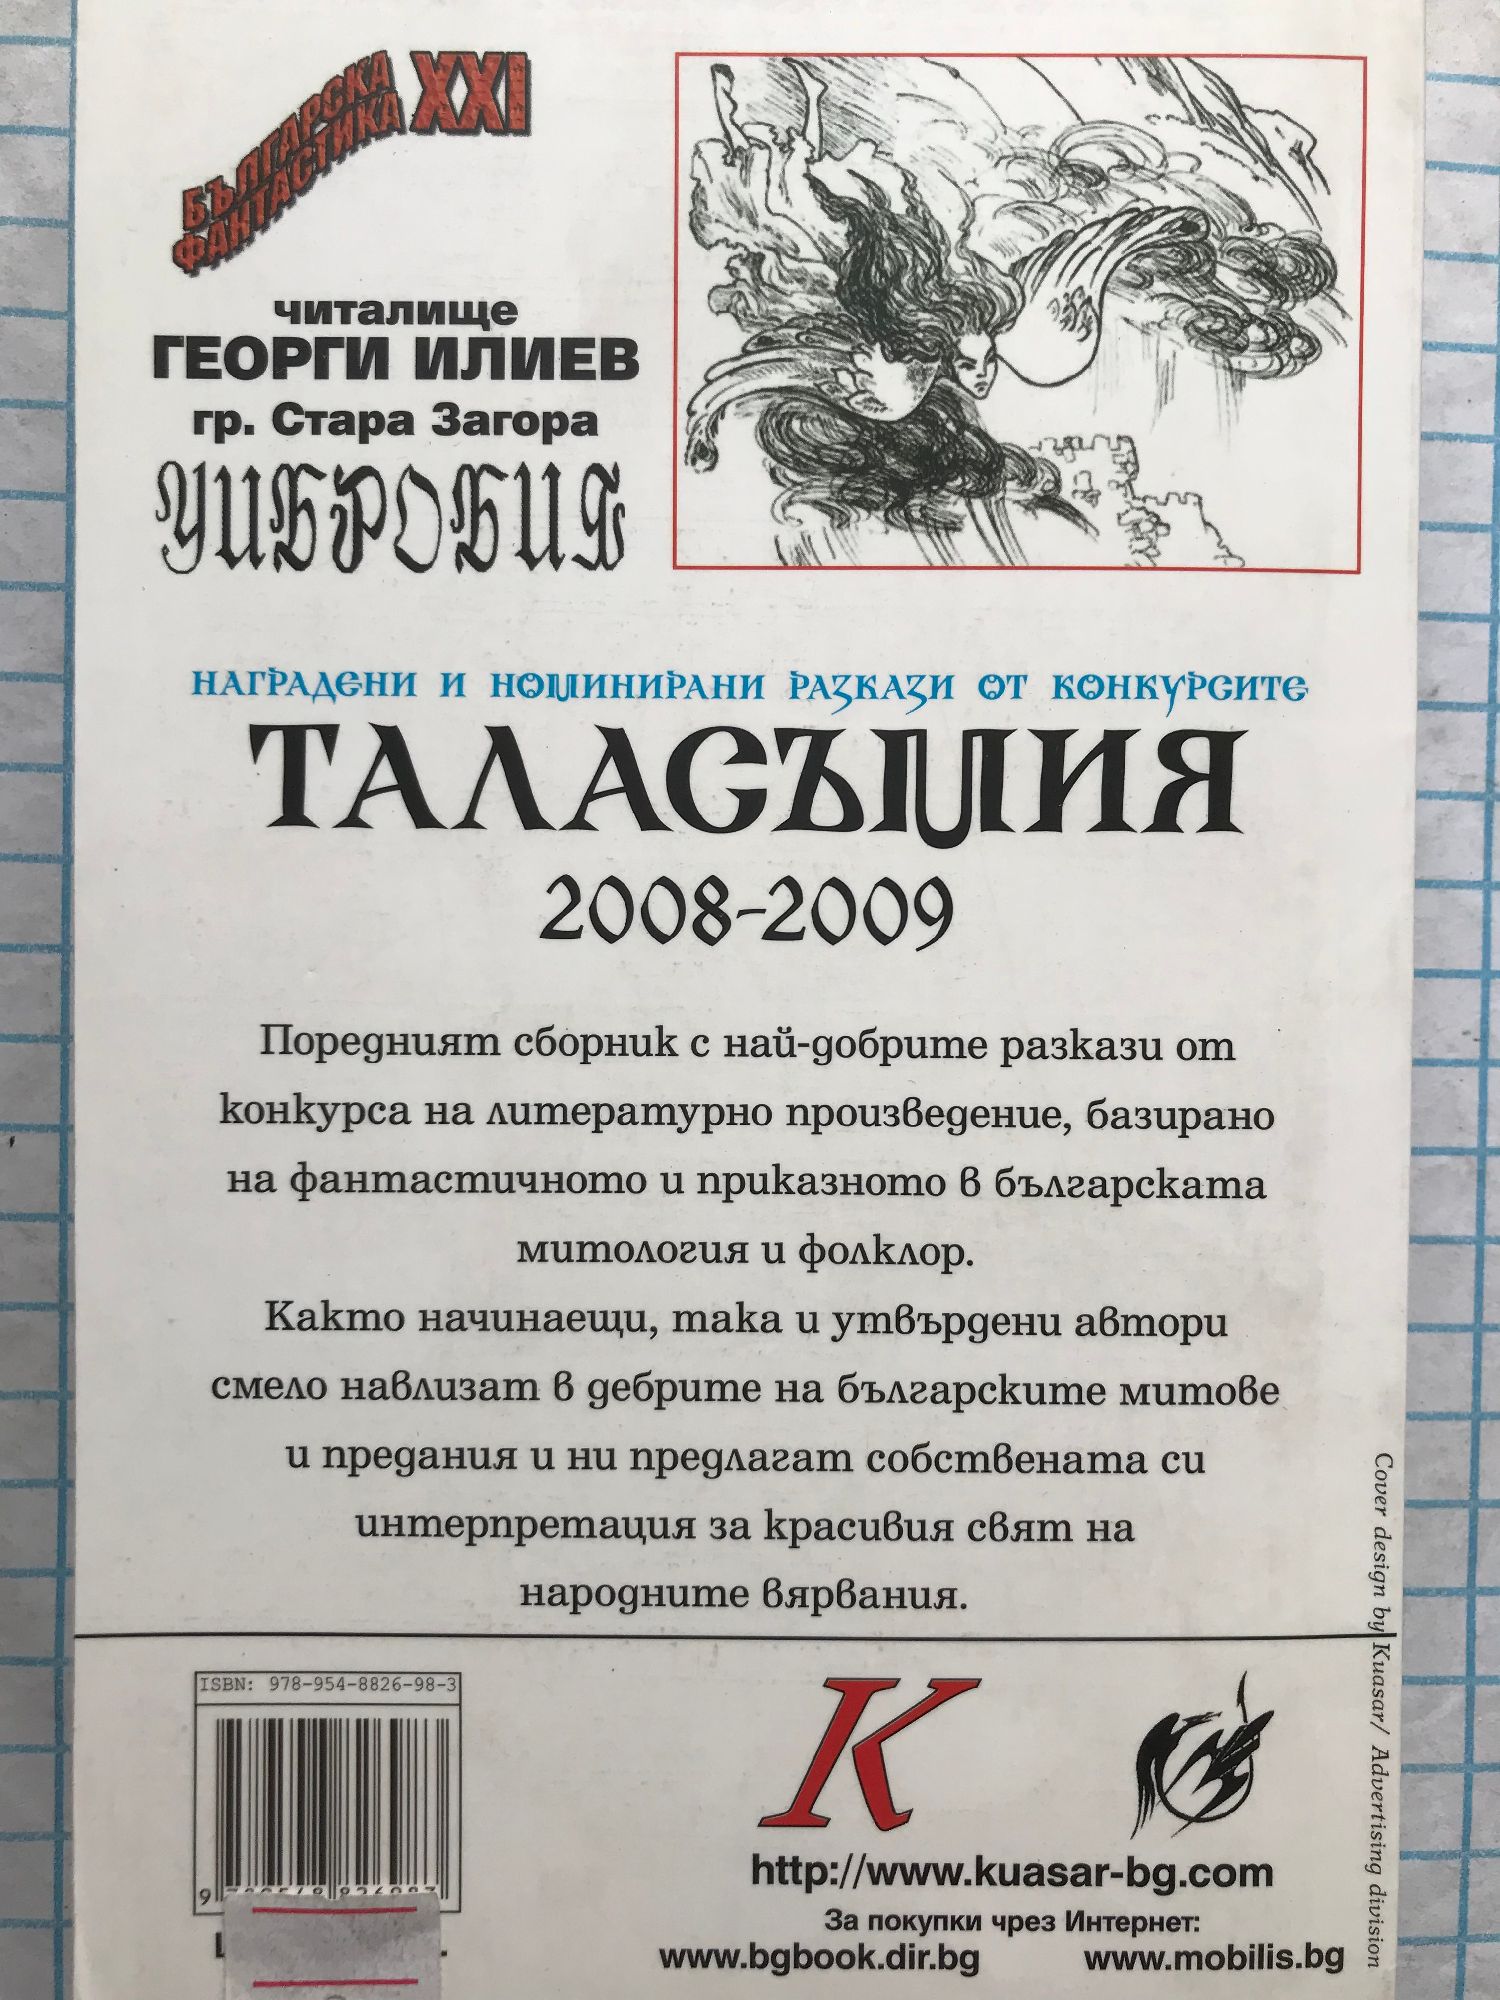 БЪЛГАРСКА
ФАНТАСТИКА XXI
читалище
ГЕОРГИ ИЛИЕВ
гр. Стара Загора
УИБРОБИЯ
НАГРАДЕНИ И НОМИНИРАНИ РАЗКАЗИ ОТ КОНКУРСИТЕ
ТАЛАСЪМИЯ
2008-2009
Поредният сборник с най-добрите разкази от
конкурса на литературно произведение, базирано
на фантастичното и приказното в българската
митология и фолклор.
Както начинаещи, така и утвърдени автори
смело навлизат в дебрите на българските митове
и предания и ни предлагат собствената си
интерпретация за красивия свят на
народните вярвания.
Cover design by Kuasar/ Advertising division
ISBN: 978-954-8826-98-3
K
http://www.kuasar-bg.com
За покупки чрез Интернет:
www.bgbook.dir.bg www.mobilis.bg